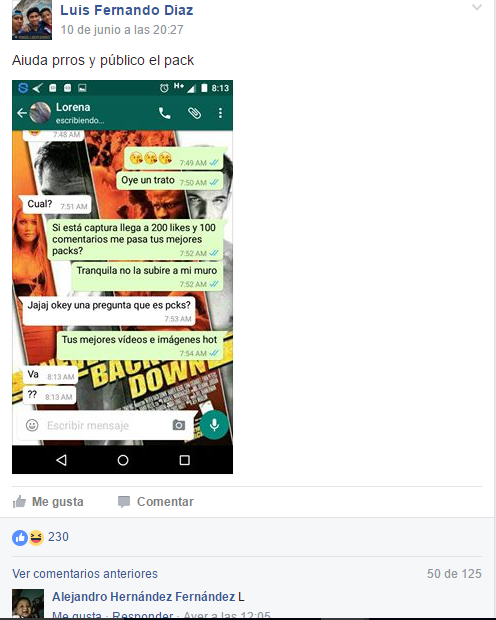 Luis Fernando Diaz
10 de junio a las 20:27
Aiuda prros y público el pack
H+ 8:13
Lorena
escribiendo...
7:48 AM
7:49 AM
Oye un trato 7:50 AM
Cual? 7:51 AM
Si está captura llega a 200 likes y 100
comentarios me pasa tus mejores
packs? 7:52 AM
Tranquila no la subire a mi muro
7:52 AM
Jajaj okey una pregunta que es pcks?
7:53 AM
Tus mejores vídeos e imágenes hot
7:54 AM
Va 8:13 AM
?? 8:13 AM
BACK
DOWN
Escribir mensaje
Me gusta Comentar
230
Ver comentarios anteriores 50 de 125
Alejandro Hernández Fernández L
Me gusta · Responder · Ayer a las 12:05